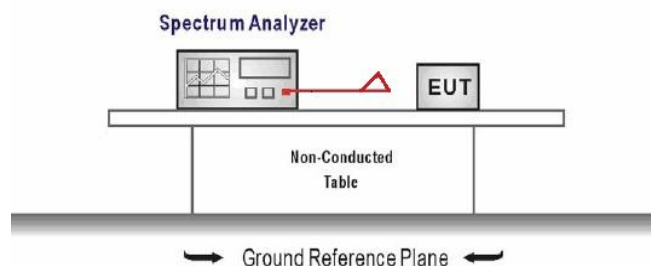 Spectrum Analyzer
EUT
Non-Conducted
Table
Ground Reference Plane